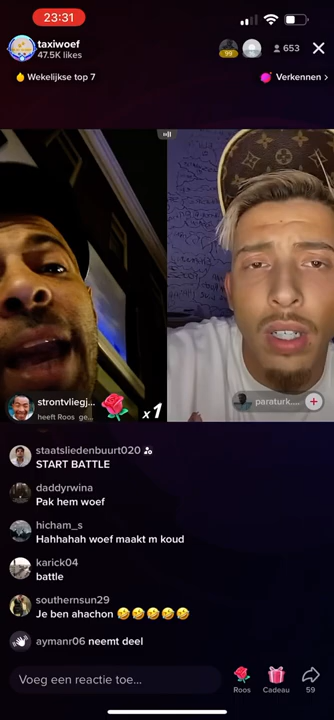 23:31
taxiwoef
47.5K likes
99
653
Wekelijkse top 7
Verkennen >
strontvliegj...
heeft Roos ge...
x1
paraturk....
staatsliedenbuurt020
START BATTLE
daddyrwina
Pak hem woef
hicham_s
Hahhahah woef maakt m koud
karick04
battle
southernsun29
Je ben ahachon 🤣🤣🤣🤣🤣
aymanr06 neemt deel
Voeg een reactie toe...
Roos
Cadeau
59